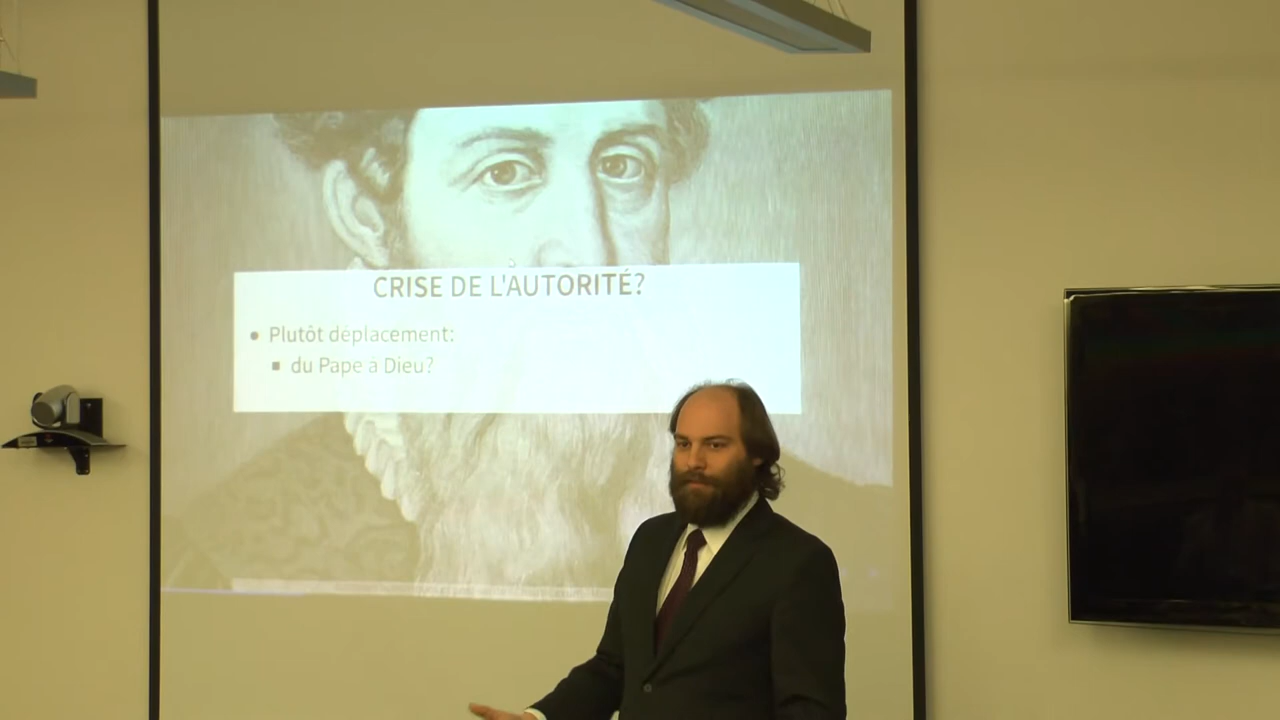 CRISE DE L'AUTORITÉ?
Plutôt déplacement:
du Pape à Dieu?